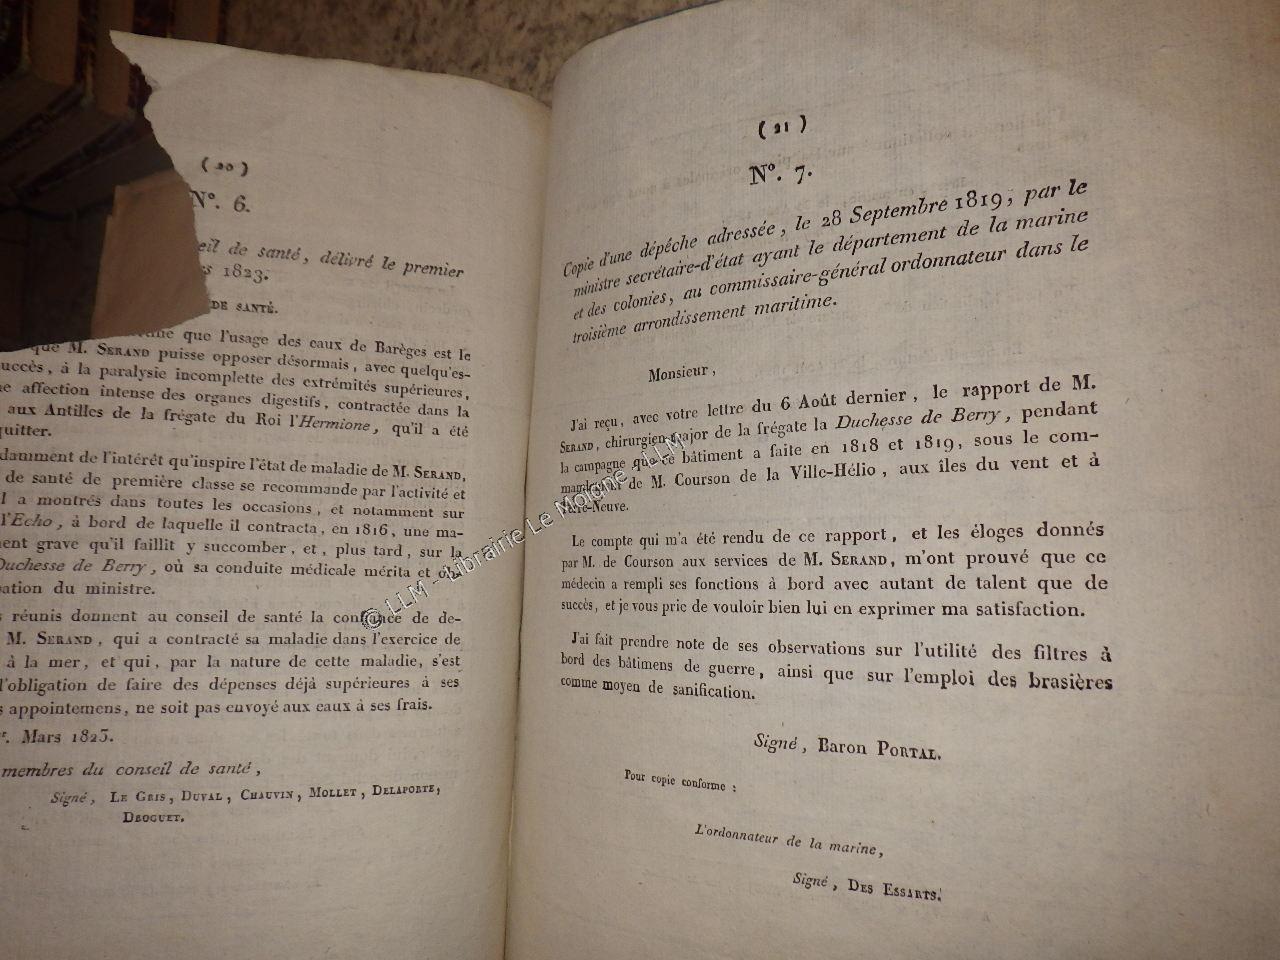 ( 20 )
N°. 6.
eil de santé, délivré le premier
rs 1823.
DE SANTÉ.
que l'usage des eaux de Barèges est le
que M. SERAND puisse opposer désormais, avec quelqu'es-
uccès, à la paralysie incomplette des extrémités supérieures,
e affection intense des organes digestifs, contractée dans la
aux Antilles de la frégate du Roi l'Hermione, qu'il a été
quitter.
damment de l'intérêt qu'inspire l'état de maladie de M. SERAND,
de santé de première classe se recommande par l'activité et
l a montrés dans toutes les occasions, et notamment sur
l'Echo, à bord de laquelle il contracta, en 1816, une ma-
ent grave qu'il faillit y succomber, et, plus tard, sur la
Duchesse de Berry, où sa conduite médicale mérita et ob-
bation du ministre.
s réunis donnent au conseil de santé la confiance de de-
M. SERAND, qui a contracté sa maladie dans l'exercice de
à la mer, et qui, par la nature de cette maladie, s'est
l'obligation de faire des dépenses déjà supérieures à ses
s appointemens, ne soit pas envoyé aux eaux à ses frais.
er. Mars 1823.
membres du conseil de santé,
Signé, LE GRIS, DUVAL, CHAUVIN, MOLLET, DELAPORTE,
DROGUET.
( 21 )
N°. 7.
Copie d'une dépêche adressée, le 28 Septembre 1819, par le
ministre secrétaire-d'état ayant le département de la marine
et des colonies, au commissaire-général ordonnateur dans le
troisième arrondissement maritime.
Monsieur,
J'ai reçu, avec votre lettre du 6 Août dernier, le rapport de M.
SERAND, chirurgien-major de la frégate la Duchesse de Berry, pendant
la campagne que ce bâtiment a faite en 1818 et 1819, sous le com-
mandement de M. Courson de la Ville-Hélio, aux îles du vent et à
Terre-Neuve.
Le compte qui m'a été rendu de ce rapport, et les éloges donnés
par M. de Courson aux services de M. SERAND, m'ont prouvé que ce
médecin a rempli ses fonctions à bord avec autant de talent que de
succès, et je vous prie de vouloir bien lui en exprimer ma satisfaction.
J'ai fait prendre note de ses observations sur l'utilité des filtres à
bord des bâtimens de guerre, ainsi que sur l'emploi des brasières
comme moyen de sanification.
Signé, Baron PORTAL.
Pour copie conforme :
L'ordonnateur de la marine,
Signé, DES ESSARTS.
© LLM - Librairie Le Moigne - LLM